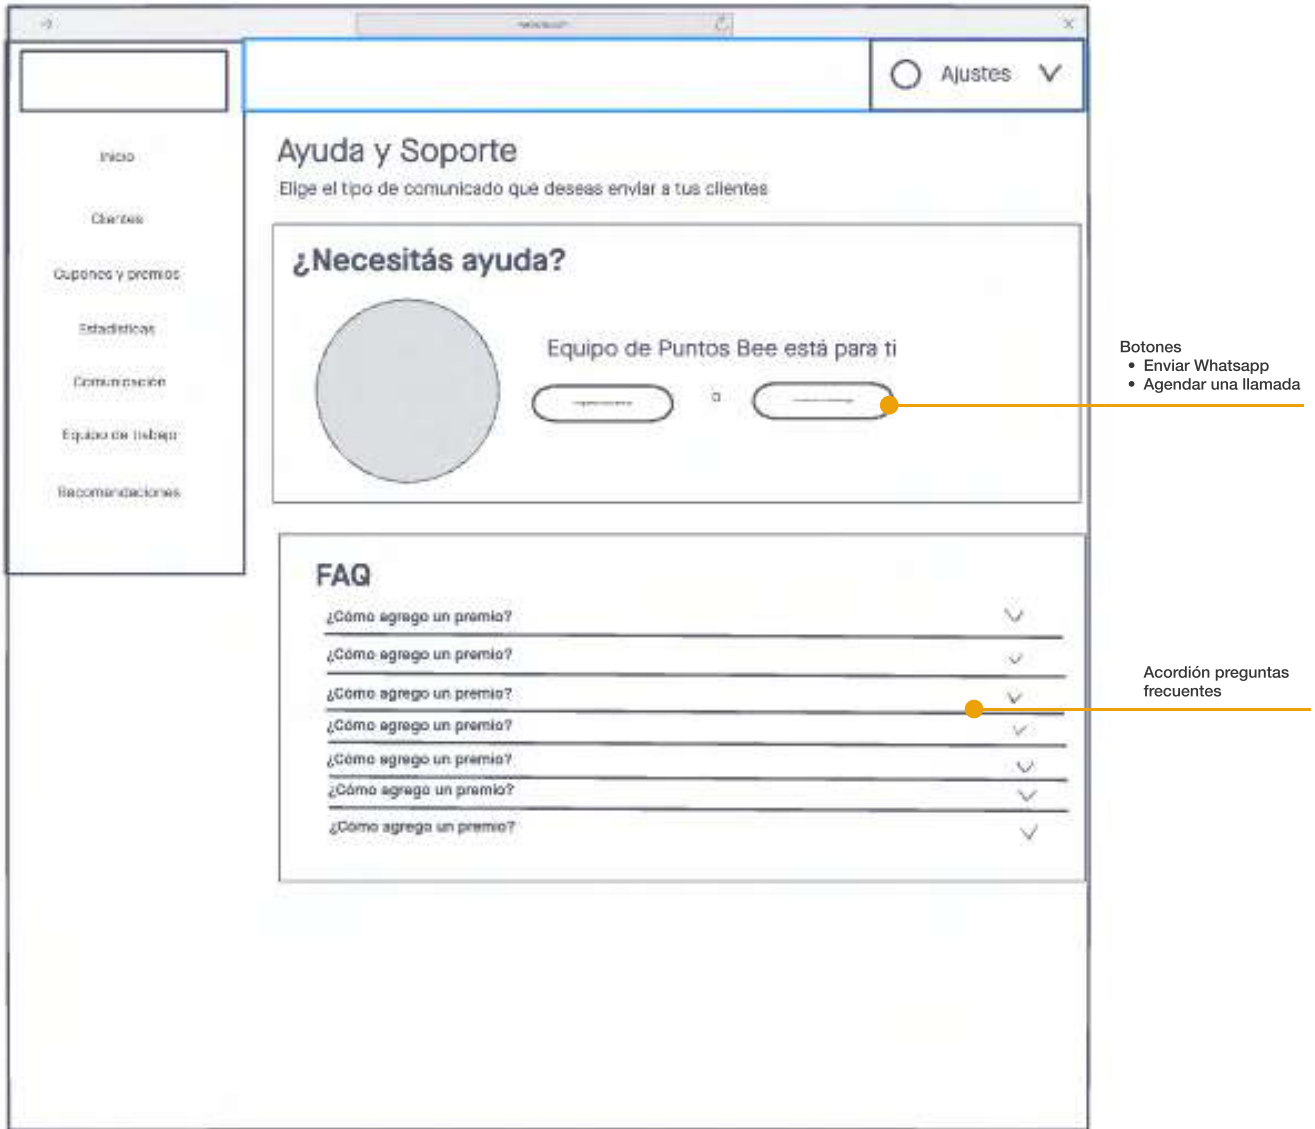 Ajustes
Inicio
Clientes
Cupones y premios
Estadísticas
Comunicación
Equipo de trabajo
Recomendaciones
Ayuda y Soporte
Elige el tipo de comunicado que deseas enviar a tus clientes
¿Necesitás ayuda?
Equipo de Puntos Bee está para ti
o
Botones
• Enviar Whatsapp
• Agendar una llamada
FAQ
¿Cómo agrego un premio?
¿Cómo agrego un premio?
¿Cómo agrego un premio?
¿Cómo agrego un premio?
¿Cómo agrego un premio?
¿Cómo agrego un premio?
¿Cómo agrego un premio?
Acordión preguntas
frecuentes